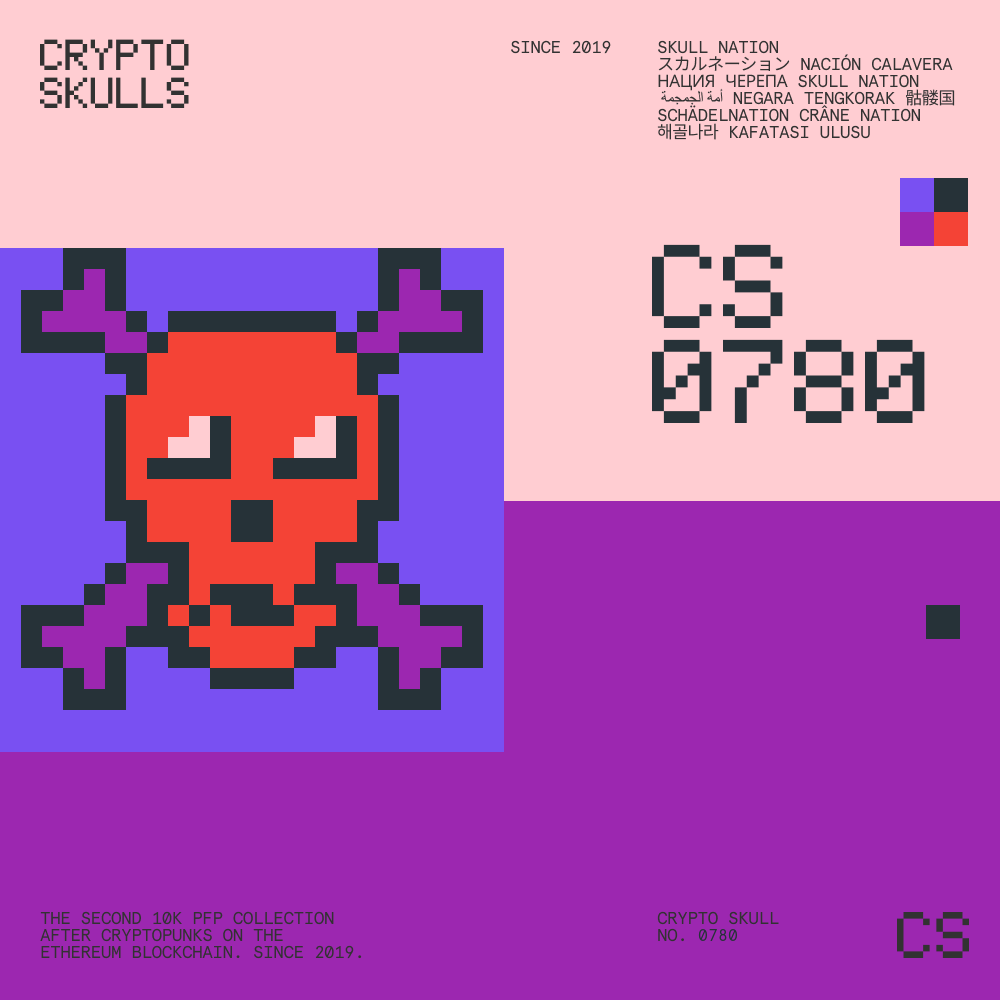 CRYPTO
SKULLS
SINCE 2019
SKULL NATION
スカルネーション NACIÓN CALAVERA
НАЦИЯ ЧЕРЕПА SKULL NATION
أمة الجمجمة NEGARA TENGKORAK 骷髅国
SCHÄDELNATION CRÂNE NATION
해골나라 KAFATASI ULUSU
CS
0780
THE SECOND 10K PFP COLLECTION
AFTER CRYPTOPUNKS ON THE
ETHEREUM BLOCKCHAIN. SINCE 2019.
CRYPTO SKULL
NO. 0780
CS